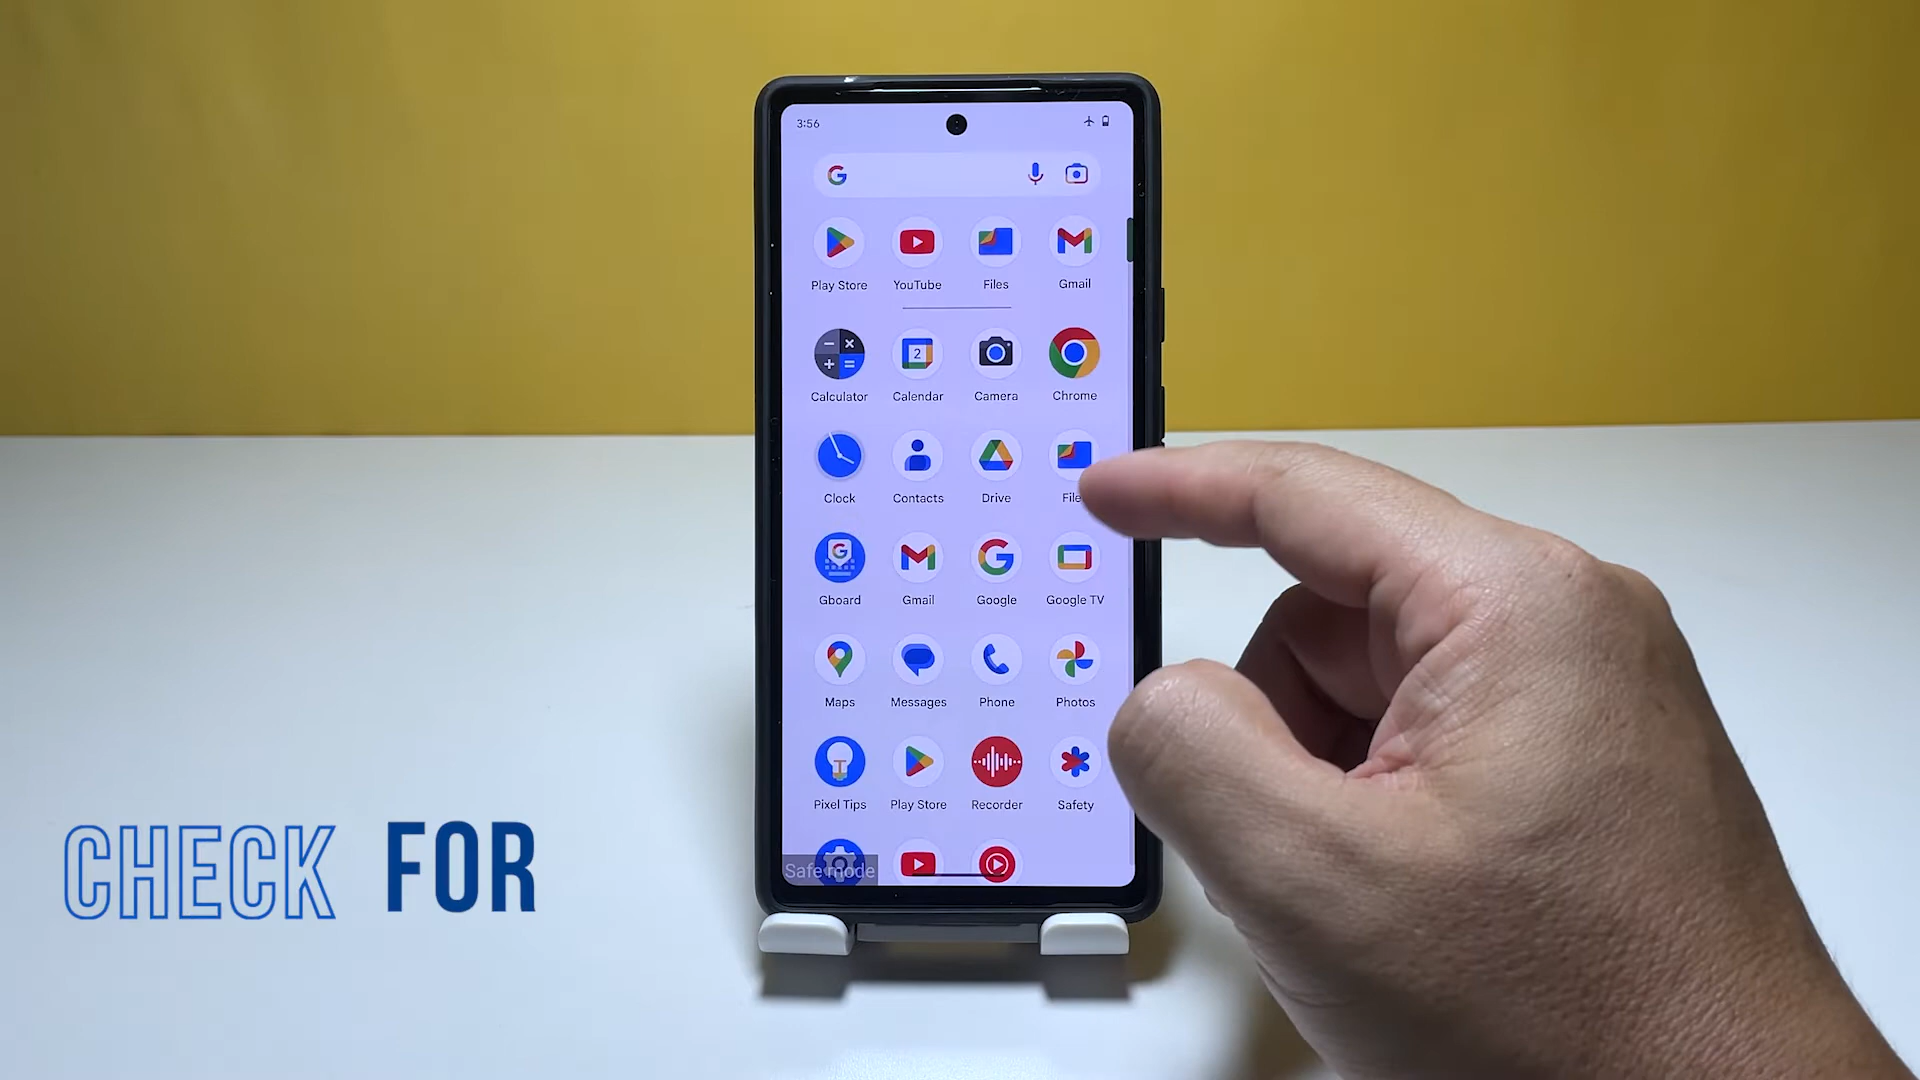 3:56
Play Store YouTube Files Gmail
Calculator Calendar Camera Chrome
2
Clock Contacts Drive
Gboard Gmail Google Google TV
Maps Messages Phone Photos
Pixel Tips Play Store Recorder Safety
Safe mode
CHECK FOR